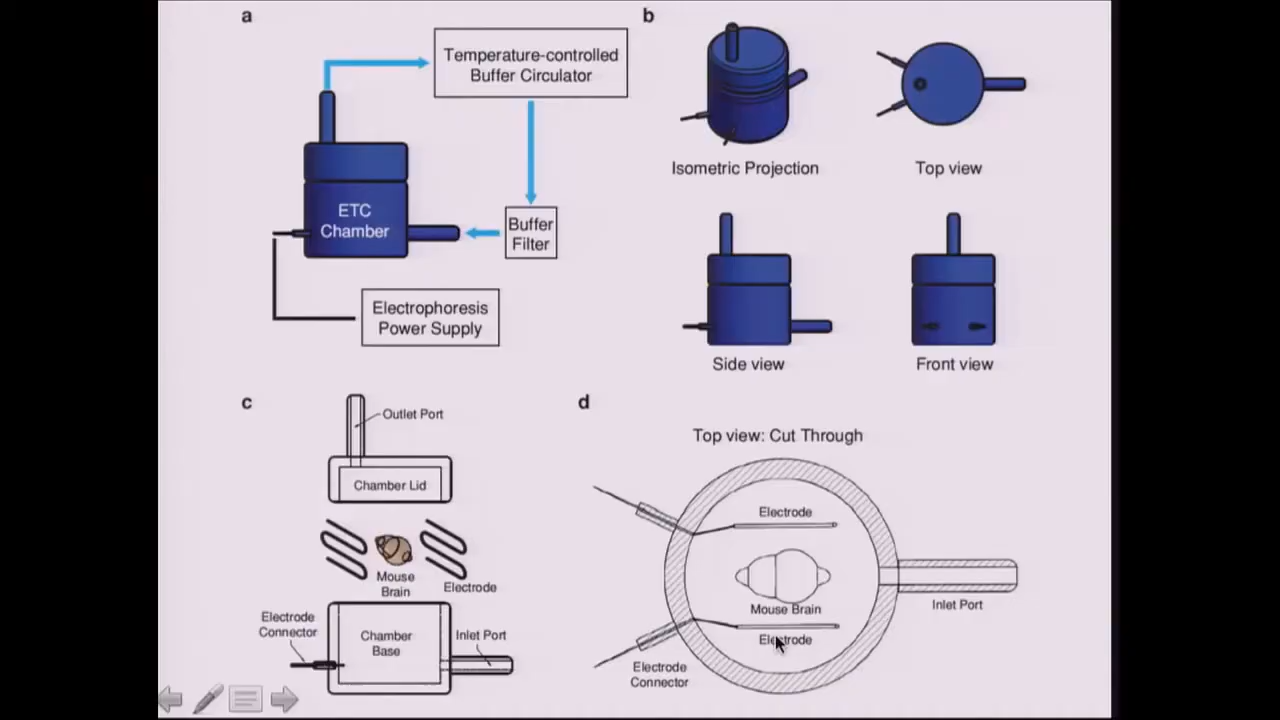 a
Temperature-controlled
Buffer Circulator
ETC
Chamber
Buffer
Filter
Electrophoresis
Power Supply
b
Isometric Projection
Top view
Side view
Front view
c
Outlet Port
Chamber Lid
Mouse
Brain
Electrode
Electrode
Connector
Chamber
Base
Inlet Port
d
Top view: Cut Through
Electrode
Mouse Brain
Electrode
Inlet Port
Electrode
Connector